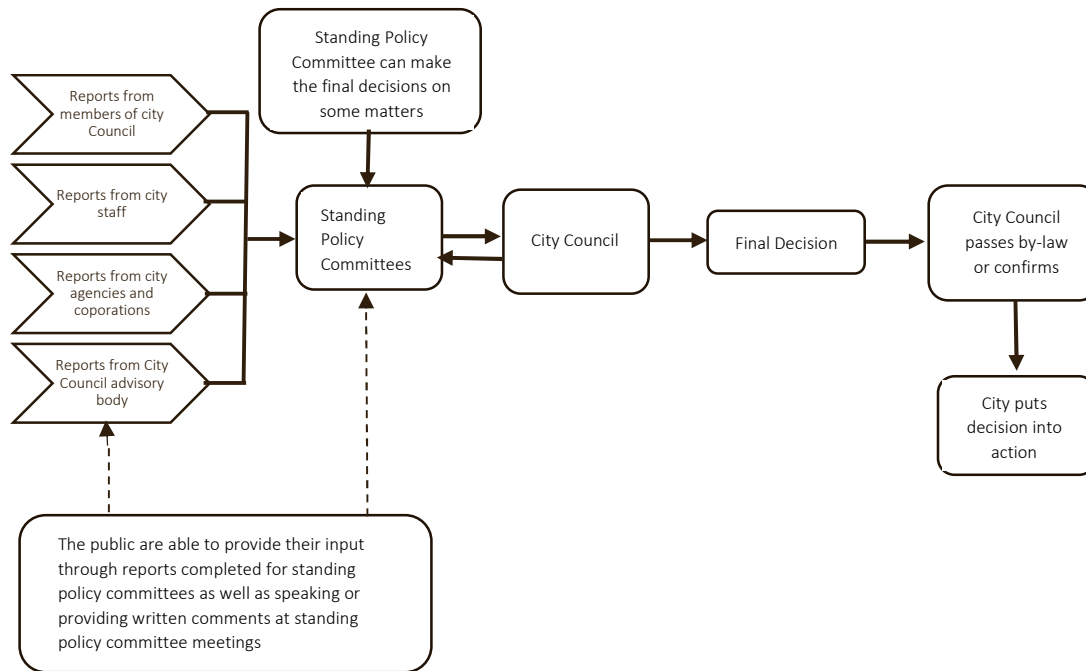 Standing Policy
Committee can make
the final decisions on
some matters
Reports from
members of city
Council
Reports from city
staff
Reports from city
agencies and
coporations
Reports from City
Council advisory
body
Standing
Policy
Committees
City Council
Final Decision
City Council
passes by-law
or confirms
City puts
decision into
action
The public are able to provide their input
through reports completed for standing
policy committees as well as speaking or
providing written comments at standing
policy committee meetings